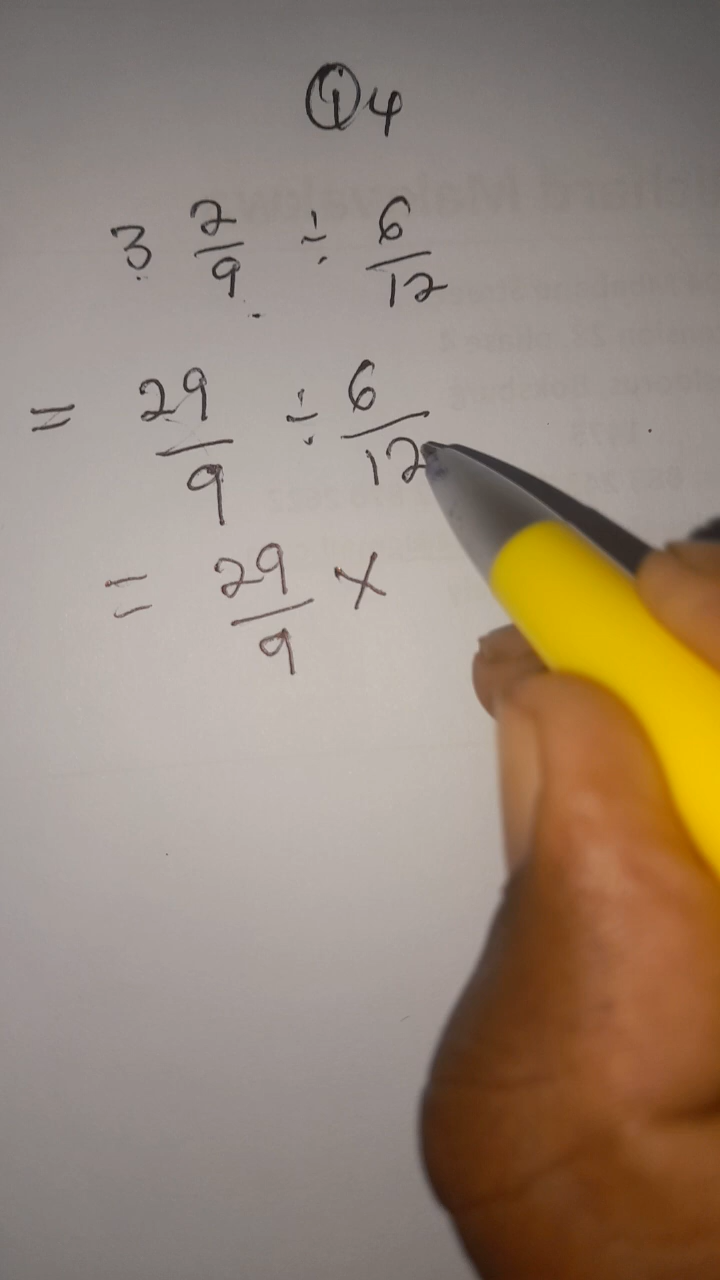 Q4
3 2/9 ÷ 6/12
= 29/9 ÷ 6/12
= 29/9 ×